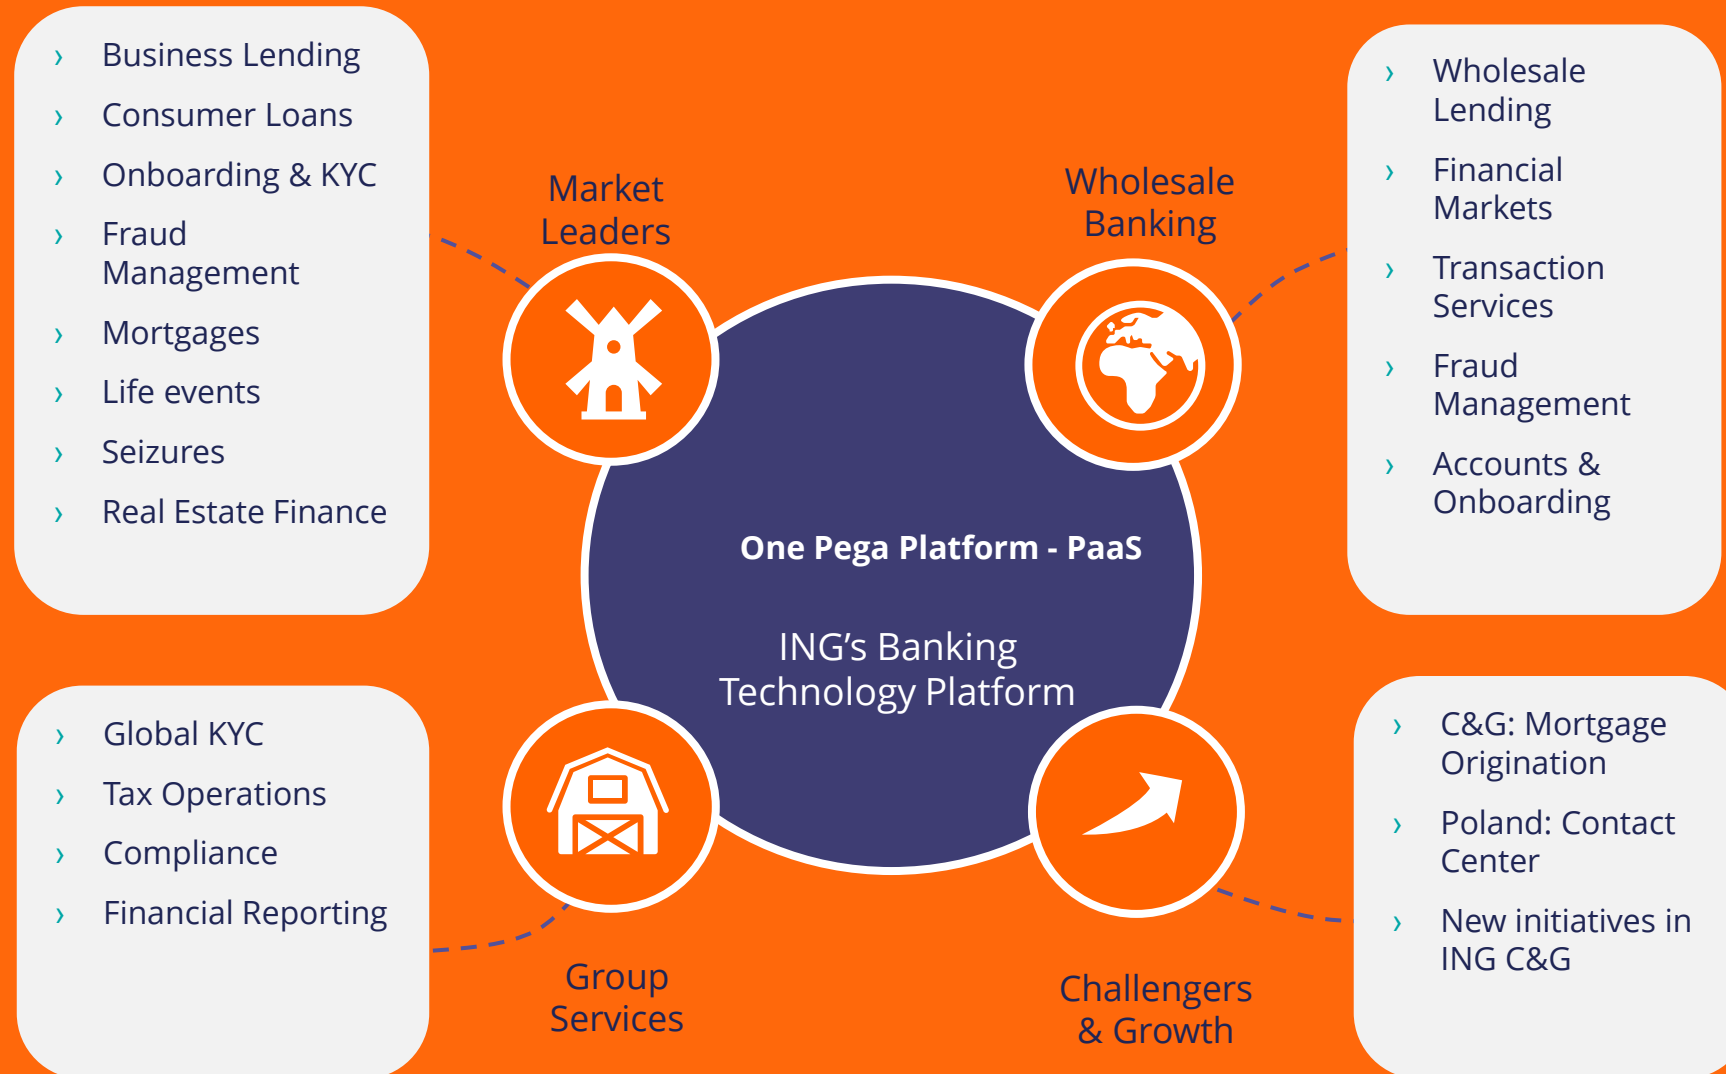 Business Lending
Consumer Loans
Onboarding & KYC
Fraud
Management
Mortgages
Life events
Seizures
Real Estate Finance
Market
Leaders
Wholesale
Banking
Wholesale
Lending
Financial
Markets
Transaction
Services
Fraud
Management
Accounts &
Onboarding
One Pega Platform - PaaS
ING’s Banking
Technology Platform
Global KYC
Tax Operations
Compliance
Financial Reporting
Group
Services
Challengers
& Growth
C&G: Mortgage
Origination
Poland: Contact
Center
New initiatives in
ING C&G